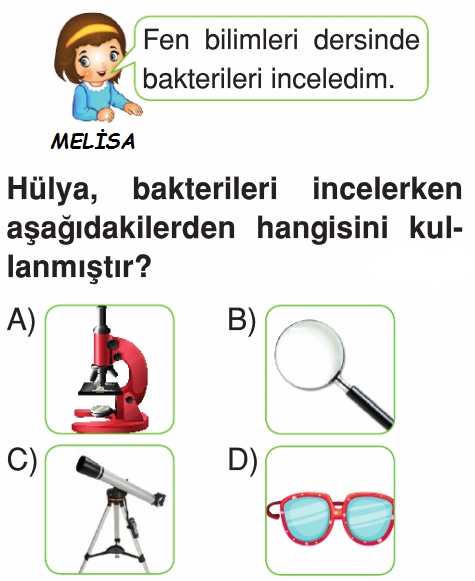 Fen bilimleri dersinde
bakterileri inceledim.
MELİSA
Hülya, bakterileri incelerken
aşağıdakilerden hangisini kul-
lanmıştır?
A)
B)
C)
D)